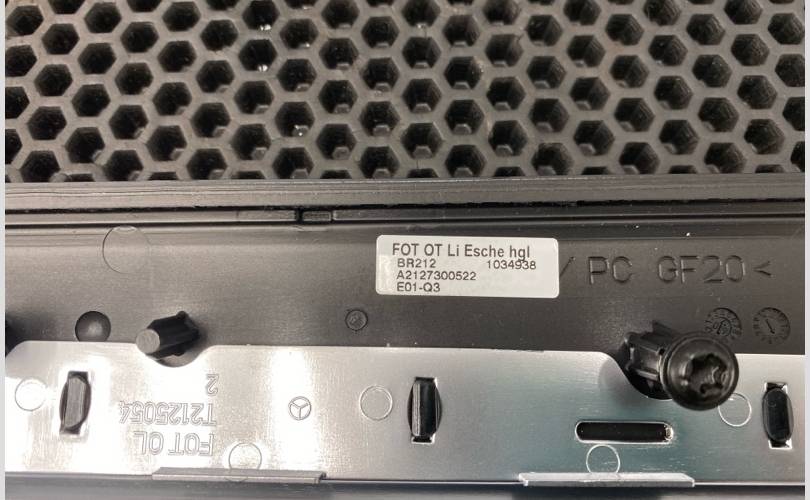 FOT OT Li Esche hgl
BR212 1034938
A2127300522
E01-Q3
PC GF20<
FOT OL
T2125054
2